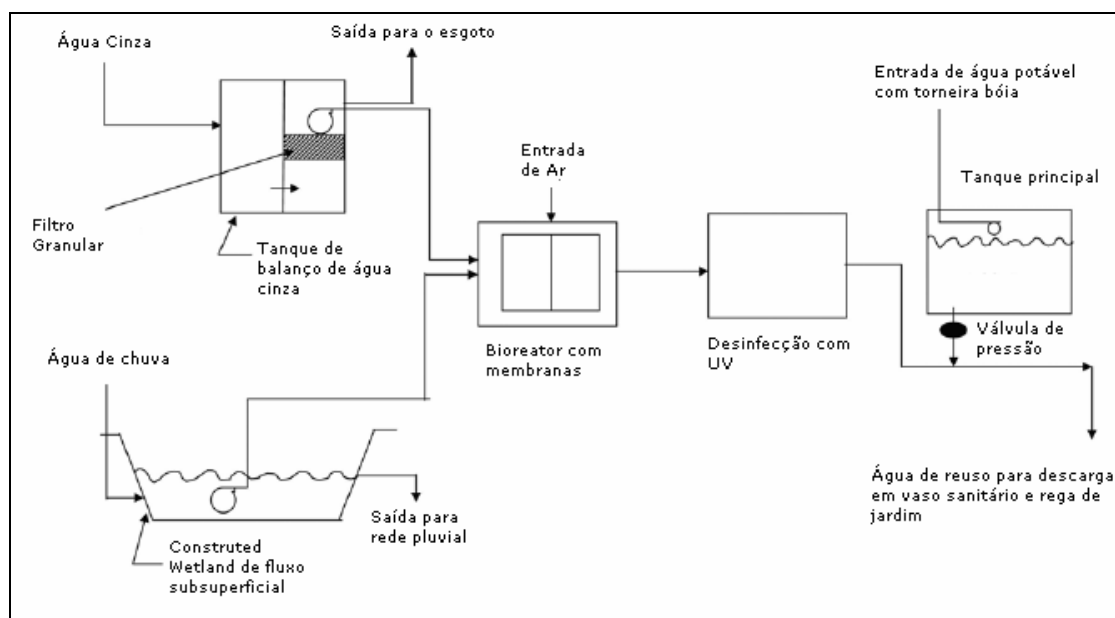 Água Cinza
Saída para o esgoto
Filtro
Granular
Tanque de
balanço de água
cinza
Entrada
de Ar
Entrada de água potável
com torneira bóia
Tanque principal
Bioreator com
membranas
Desinfecção com
UV
Válvula de
pressão
Água de chuva
Saída para
rede pluvial
Construted
Wetland de fluxo
subsuperficial
Água de reuso para descarga
em vaso sanitário e rega de
jardim